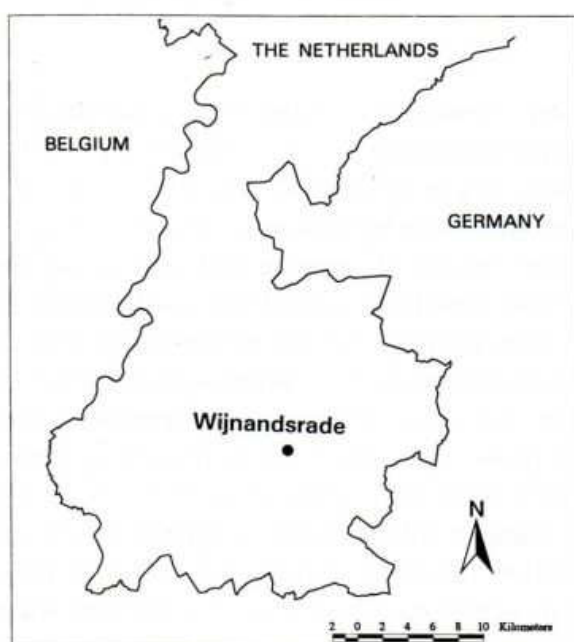 THE NETHERLANDS
BELGIUM
GERMANY
Wijnandsrade
N
2 0 2 4 6 8 10 Kilometers